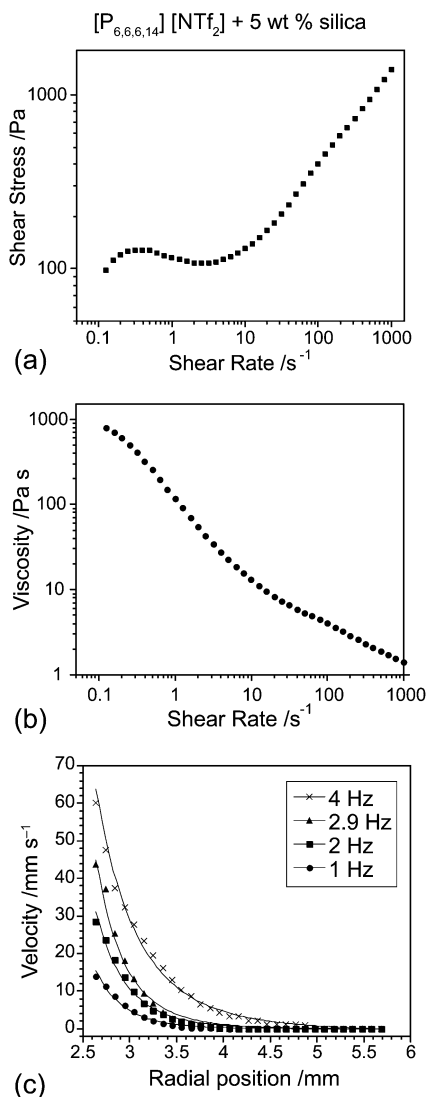 [P6,6,6,14] [NTf2] + 5 wt % silica
1000
100
Shear Stress /Pa
0.1 1 10 100 1000
Shear Rate /s-1
(a)
1000
100
10
1
Viscosity /Pa s
0.1 1 10 100 1000
Shear Rate /s-1
(b)
70
60
50
40
30
20
10
0
Velocity /mm s–1
4 Hz
2.9 Hz
2 Hz
1 Hz
2.5 3 3.5 4 4.5 5 5.5 6
Radial position /mm
(c)